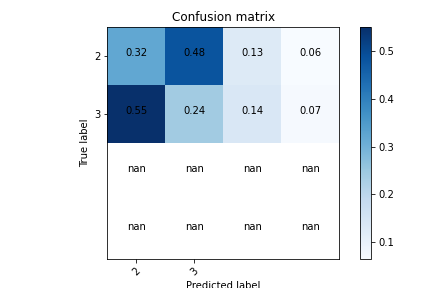 Confusion matrix
2 0.32 0.48 0.13 0.06
3 0.55 0.24 0.14 0.07
nan nan nan nan
nan nan nan nan
2 3
True label
Predicted label
0.5
0.4
0.3
0.2
0.1